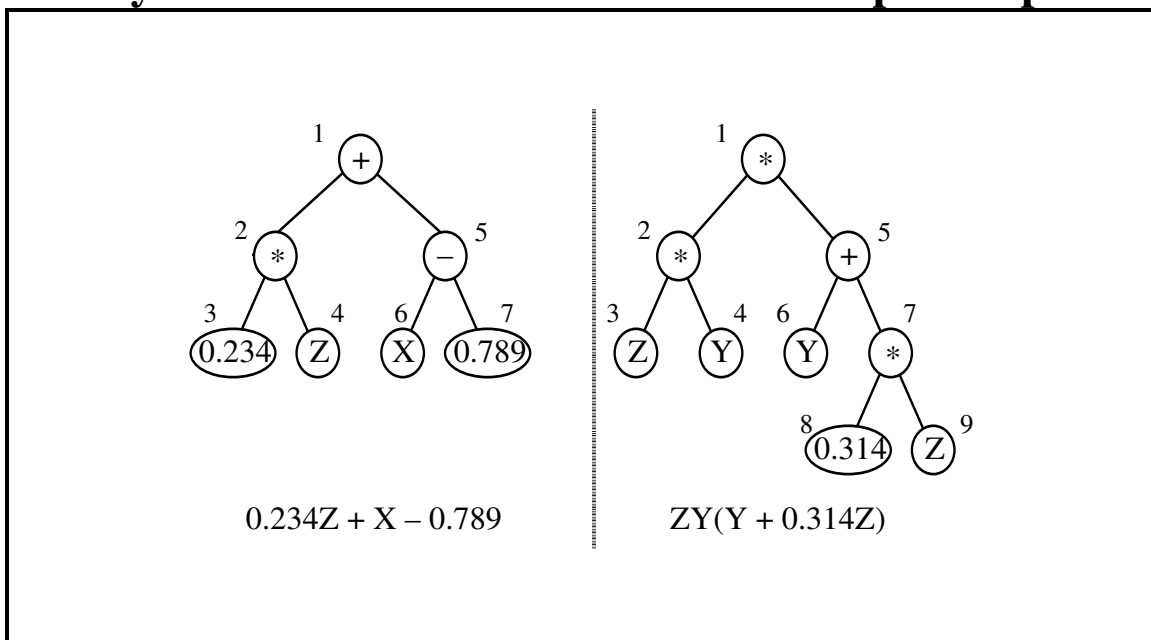 1 + 1 *
2 * – 5 2 * + 5
3 4 6 7 3 4 6 7
0.234 Z X 0.789 Z Y Y *
8 9
0.314 Z
0.234Z + X – 0.789 ZY(Y + 0.314Z)